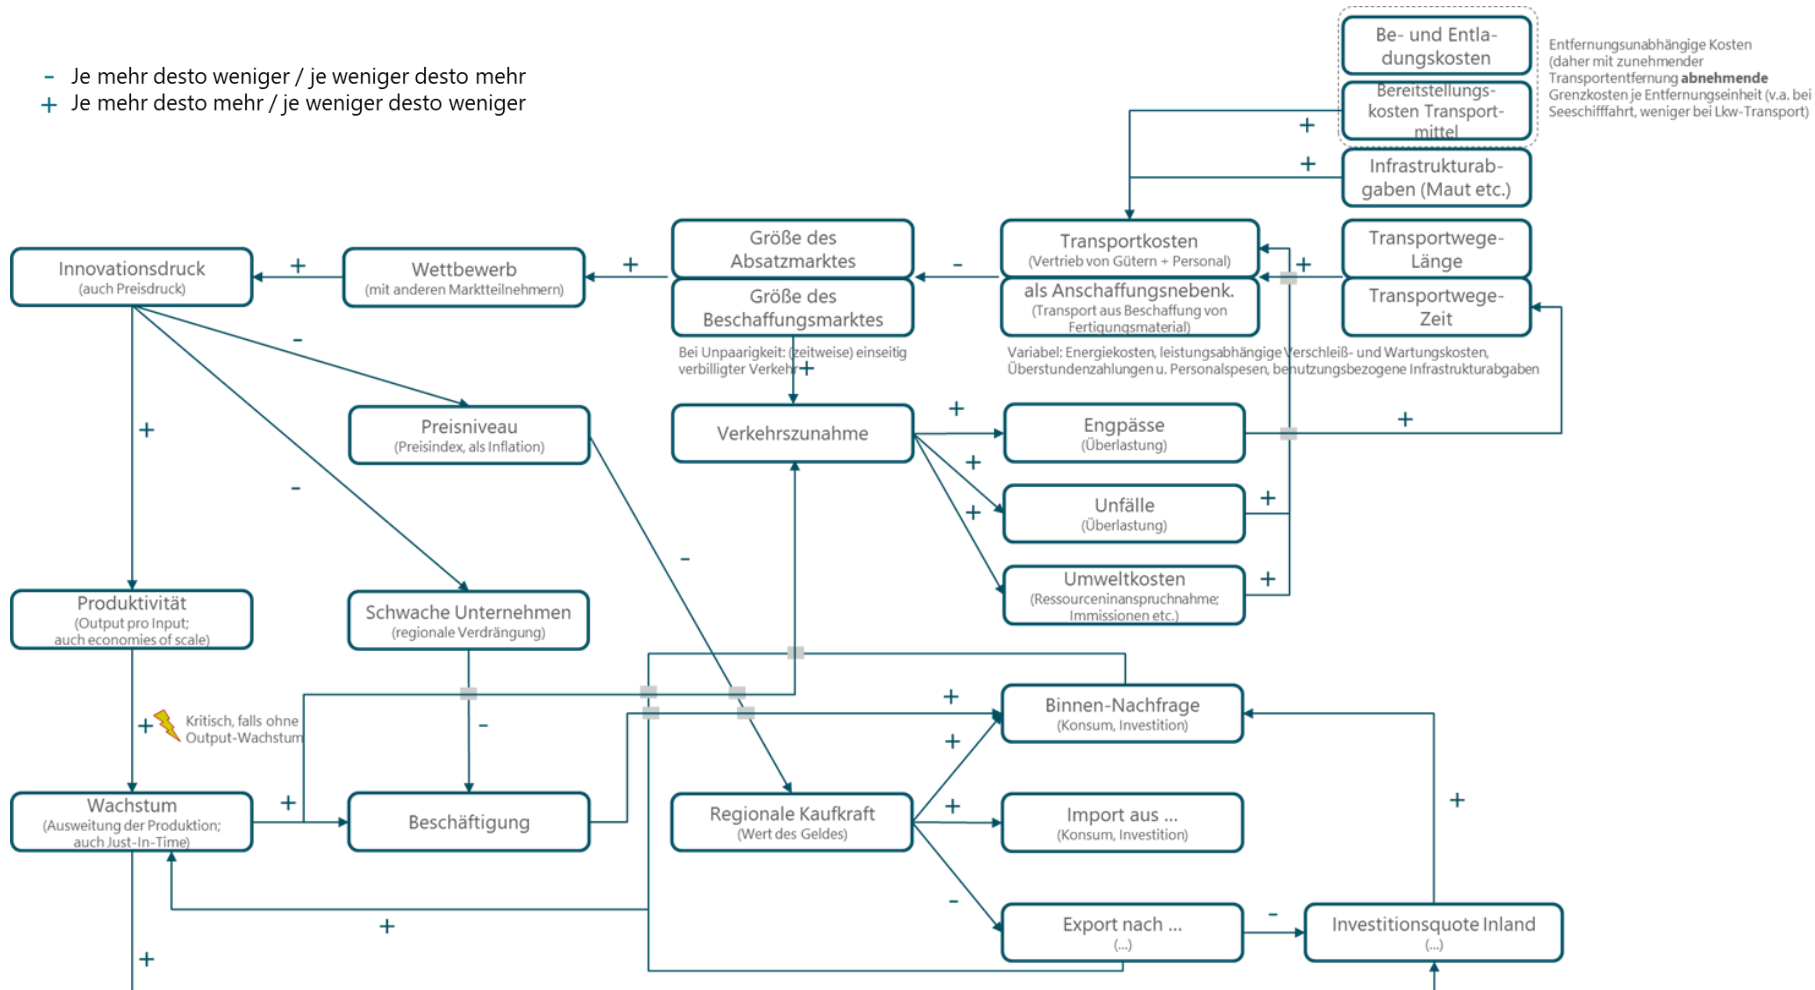 - Je mehr desto weniger / je weniger desto mehr
+ Je mehr desto mehr / je weniger desto weniger
Be- und Entla-
dungskosten
Bereitstellungs-
kosten Transport-
mittel
Entfernungsunabhängige Kosten
(daher mit zunehmender
Transportentfernung abnehmende
Grenzkosten je Entfernungseinheit (v.a. bei
Seeschifffahrt, weniger bei Lkw-Transport)
+
+
Infrastrukturab-
gaben (Maut etc.)
Innovationsdruck
(auch Preisdruck)
+
Wettbewerb
(mit anderen Marktteilnehmern)
+
Größe des
Absatzmarktes
Größe des
Beschaffungsmarktes
-
Transportkosten
(Vertrieb von Gütern + Personal)
als Anschaffungsnebenk.
(Transport aus Beschaffung von
Fertigungsmaterial)
+
Transportwege-
Länge
Transportwege-
Zeit
Bei Unpaarigkeit: (zeitweise) einseitig
verbilligter Verkehr
+
Variabel: Energiekosten, leistungsabhängige Verschleiß- und Wartungskosten,
Überstundenzahlungen u. Personalspesen, benutzungsbezogene Infrastrukturabgaben
-
+
-
Preisniveau
(Preisindex, als Inflation)
Verkehrszunahme
+
+
+
Engpässe
(Überlastung)
+
Unfälle
(Überlastung)
+
Umweltkosten
(Ressourceninanspruchnahme;
Immissionen etc.)
+
-
Produktivität
(Output pro Input;
auch economies of scale)
Schwache Unternehmen
(regionale Verdrängung)
+
Kritisch, falls ohne
Output-Wachstum
-
+
+
Binnen-Nachfrage
(Konsum, Investition)
Wachstum
(Ausweitung der Produktion;
auch Just-In-Time)
+
Beschäftigung
Regionale Kaufkraft
(Wert des Geldes)
+
Import aus ...
(Konsum, Investition)
+
-
Export nach ...
(...)
-
Investitionsquote Inland
(...)
+
+